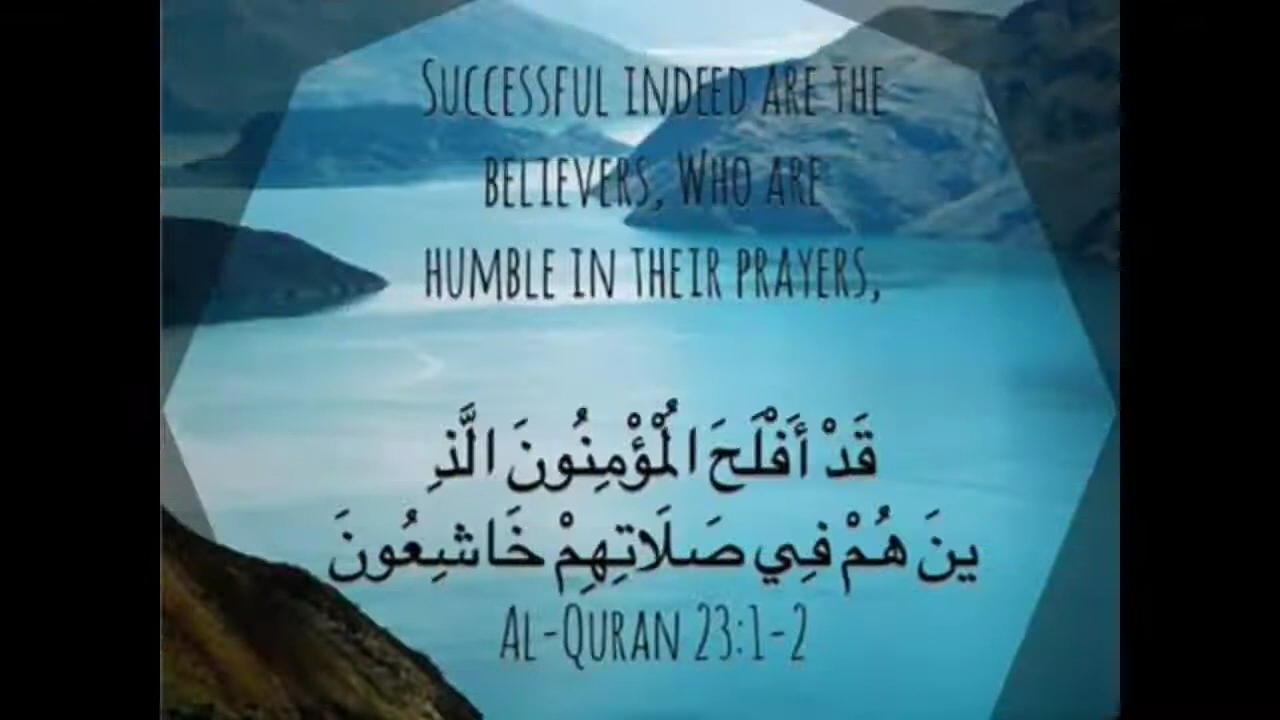 Successful indeed are the
believers, Who are
humble in their prayers,
قَدْ أَفْلَحَ الْمُؤْمِنُونَ الَّذِ
ينَ هُمْ فِي صَلَاتِهِمْ خَاشِعُونَ
Al-Quran 23:1-2